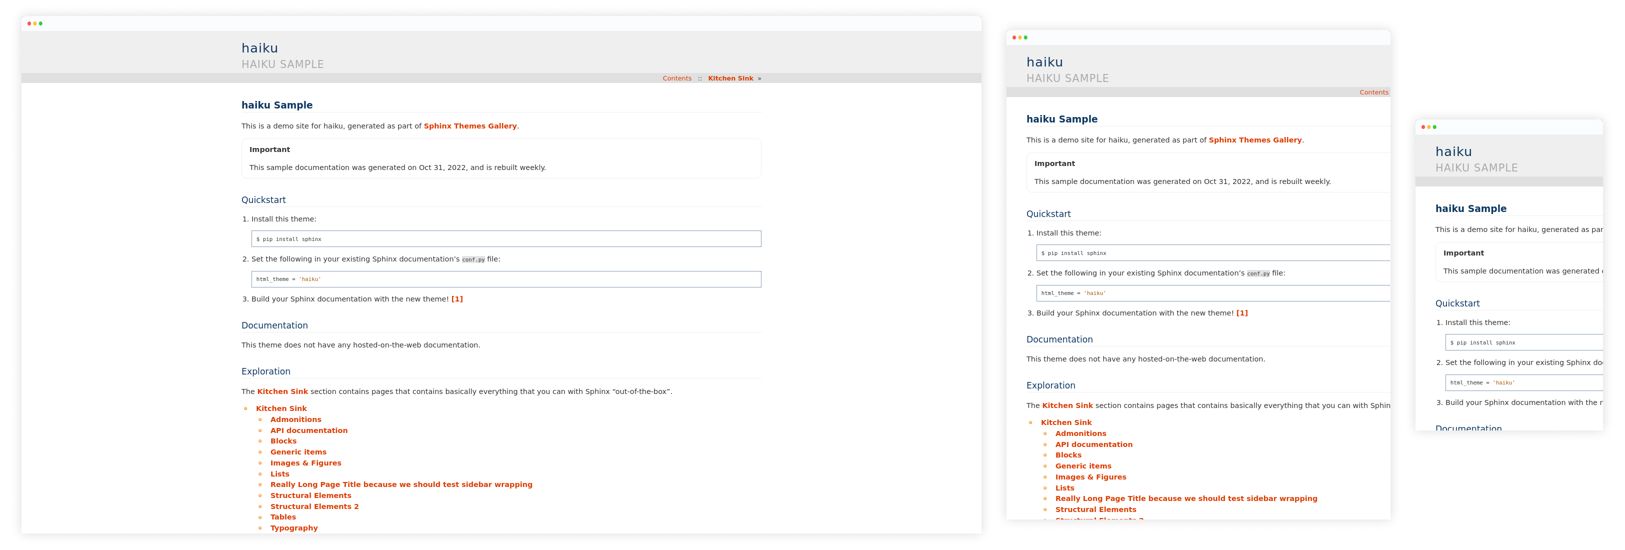 haiku
HAIKU SAMPLE
Contents :: Kitchen Sink »
haiku Sample
This is a demo site for haiku, generated as part of Sphinx Themes Gallery.
Important
This sample documentation was generated on Oct 31, 2022, and is rebuilt weekly.
Quickstart
1. Install this theme:
$ pip install sphinx
2. Set the following in your existing Sphinx documentation's conf.py file:
html_theme = 'haiku'
3. Build your Sphinx documentation with the new theme! [1]
Documentation
This theme does not have any hosted-on-the-web documentation.
Exploration
The Kitchen Sink section contains pages that contains basically everything that you can with Sphinx “out-of-the-box”.
Kitchen Sink
Admonitions
API documentation
Blocks
Generic items
Images & Figures
Lists
Really Long Page Title because we should test sidebar wrapping
Structural Elements
Structural Elements 2
Tables
Typography
haiku
HAIKU SAMPLE
Contents
haiku Sample
This is a demo site for haiku, generated as part of Sphinx Themes Gallery.
Important
This sample documentation was generated on Oct 31, 2022, and is rebuilt weekly.
Quickstart
1. Install this theme:
$ pip install sphinx
2. Set the following in your existing Sphinx documentation's conf.py file:
html_theme = 'haiku'
3. Build your Sphinx documentation with the new theme! [1]
Documentation
This theme does not have any hosted-on-the-web documentation.
Exploration
The Kitchen Sink section contains pages that contains basically everything that you can with Sphin
Kitchen Sink
Admonitions
API documentation
Blocks
Generic items
Images & Figures
Lists
Really Long Page Title because we should test sidebar wrapping
Structural Elements
Structural Elements 2
haiku
HAIKU SAMPLE
haiku Sample
This is a demo site for haiku, generated as par
Important
This sample documentation was generated
Quickstart
1. Install this theme:
$ pip install sphinx
2. Set the following in your existing Sphinx do
html_theme = 'haiku'
3. Build your Sphinx documentation with the
Documentation